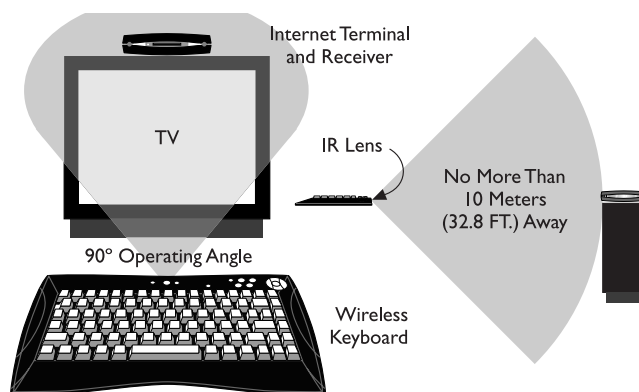 Internet Terminal
and Receiver
TV
IR Lens
No More Than
10 Meters
(32.8 FT.) Away
90º Operating Angle
Wireless
Keyboard